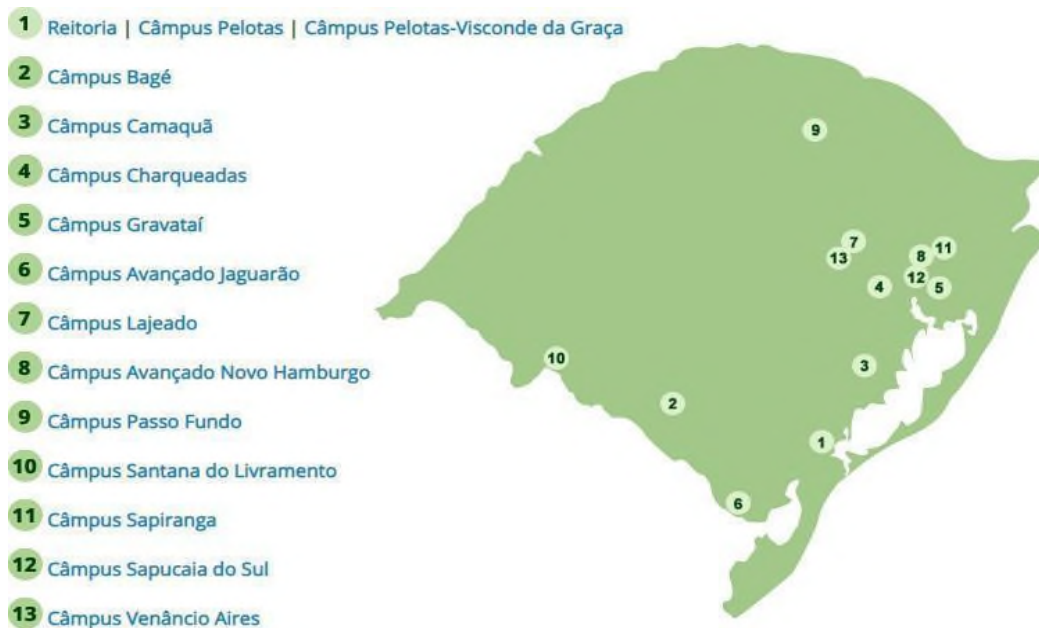 1 Reitoria | Câmpus Pelotas | Câmpus Pelotas-Visconde da Graça
2 Câmpus Bagé
3 Câmpus Camaquã
4 Câmpus Charqueadas
5 Câmpus Gravataí
6 Câmpus Avançado Jaguarão
7 Câmpus Lajeado
8 Câmpus Avançado Novo Hamburgo
9 Câmpus Passo Fundo
10 Câmpus Santana do Livramento
11 Câmpus Sapiranga
12 Câmpus Sapucaia do Sul
13 Câmpus Venâncio Aires
9
7
11
13
8
12
4
5
10
3
2
1
6